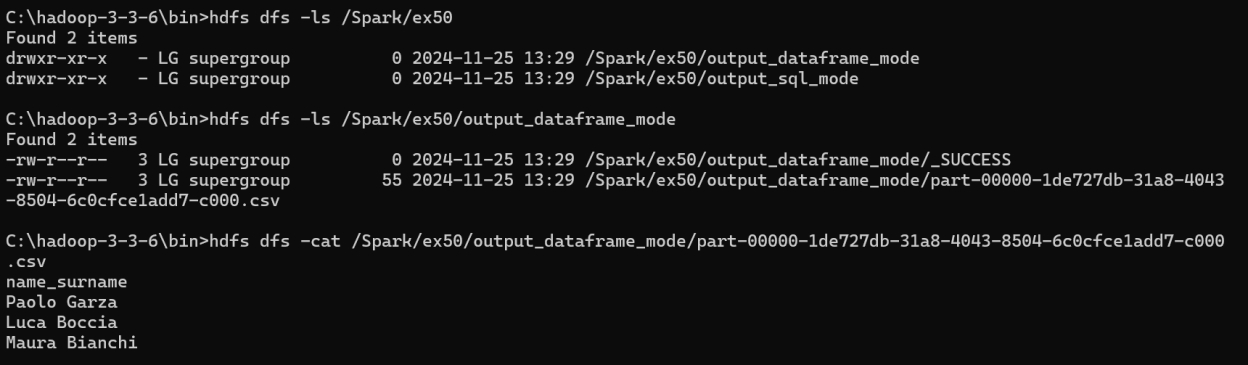 C:\hadoop-3-3-6\bin>hdfs dfs -ls /Spark/ex50
Found 2 items
drwxr-xr-x   - LG supergroup          0 2024-11-25 13:29 /Spark/ex50/output_dataframe_mode
drwxr-xr-x   - LG supergroup          0 2024-11-25 13:29 /Spark/ex50/output_sql_mode
C:\hadoop-3-3-6\bin>hdfs dfs -ls /Spark/ex50/output_dataframe_mode
Found 2 items
-rw-r--r--   3 LG supergroup          0 2024-11-25 13:29 /Spark/ex50/output_dataframe_mode/_SUCCESS
-rw-r--r--   3 LG supergroup         55 2024-11-25 13:29 /Spark/ex50/output_dataframe_mode/part-00000-1de727db-31a8-4043
-8504-6c0cfce1add7-c000.csv
C:\hadoop-3-3-6\bin>hdfs dfs -cat /Spark/ex50/output_dataframe_mode/part-00000-1de727db-31a8-4043-8504-6c0cfce1add7-c000
.csv
name_surname
Paolo Garza
Luca Boccia
Maura Bianchi